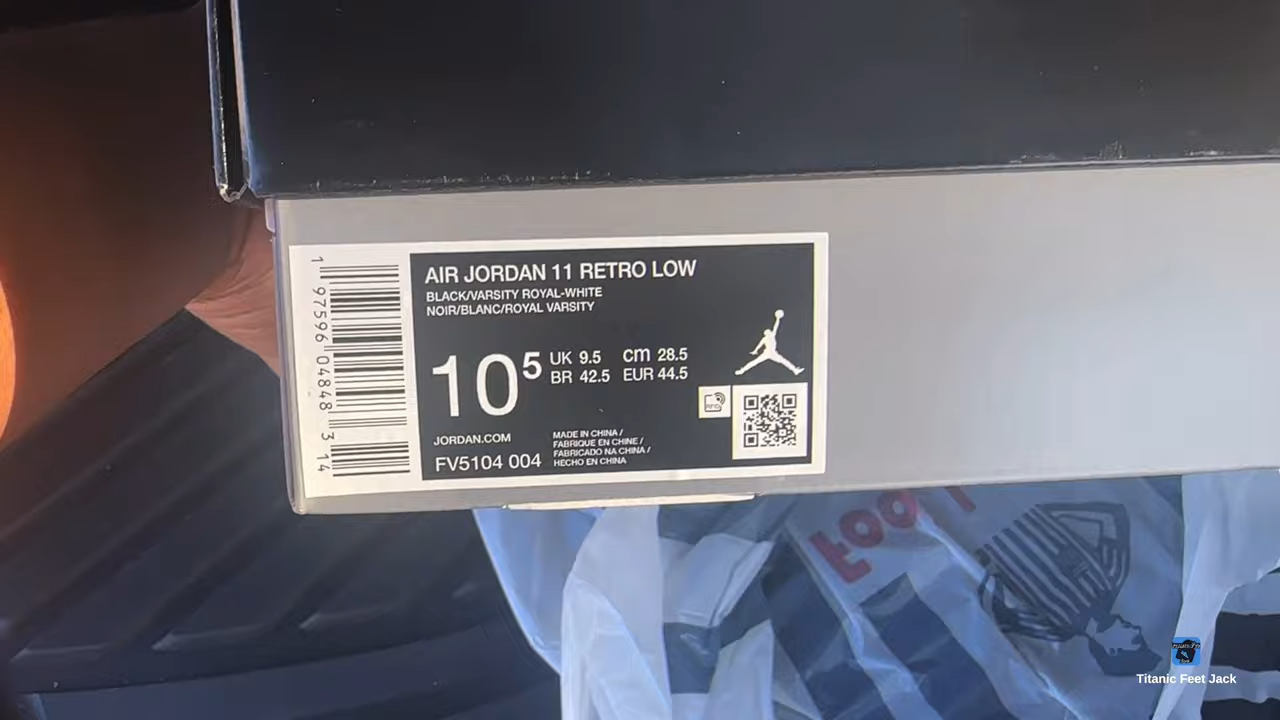 AIR JORDAN 11 RETRO LOW
BLACK/VARSITY ROYAL-WHITE
NOIR/BLANC/ROYAL VARSITY
10⁵
UK 9.5 cm 28.5
BR 42.5 EUR 44.5
RFID
JORDAN.COM
FV5104 004
MADE IN CHINA /
FABRIQUE EN CHINE /
FABRICADO NA CHINA /
HECHO EN CHINA
1 97596 04848 3 14
Foot
Titanic Feet Jack